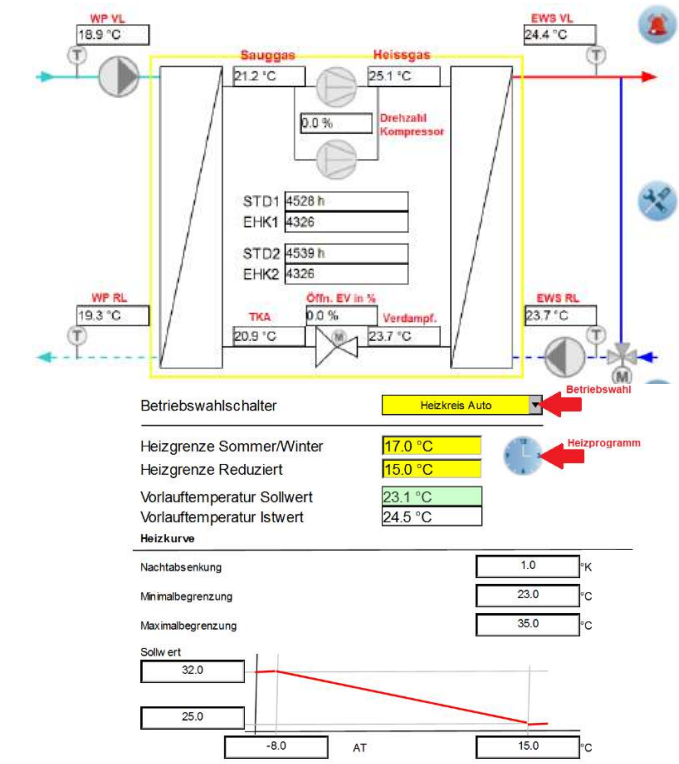 WP VL
18.9 °C
EWS VL
24.4 °C
T
T
Sauggas
21.2 °C
Heissgas
25.1 °C
0.0 %
Drehzahl
Kompressor
STD1 4528 h
EHK1 4326
STD2 4539 h
EHK2 4326
WP RL
19.3 °C
Öffn. EV in %
0.0 %
EWS RL
23.7 °C
TKA
20.9 °C
Verdampf.
23.7 °C
T
M
T
M
Betriebswahl
Betriebswahlschalter Heizkreis Auto
Heizgrenze Sommer/Winter 17.0 °C
Heizprogramm
Heizgrenze Reduziert 15.0 °C
Vorlauftemperatur Sollwert 23.1 °C
Vorlauftemperatur Istwert 24.5 °C
Heizkurve
Nachtabsenkung 1.0 °K
Minimalbegrenzung 23.0 °C
Maximalbegrenzung 35.0 °C
Sollwert
32.0
25.0
-8.0 AT 15.0 °C